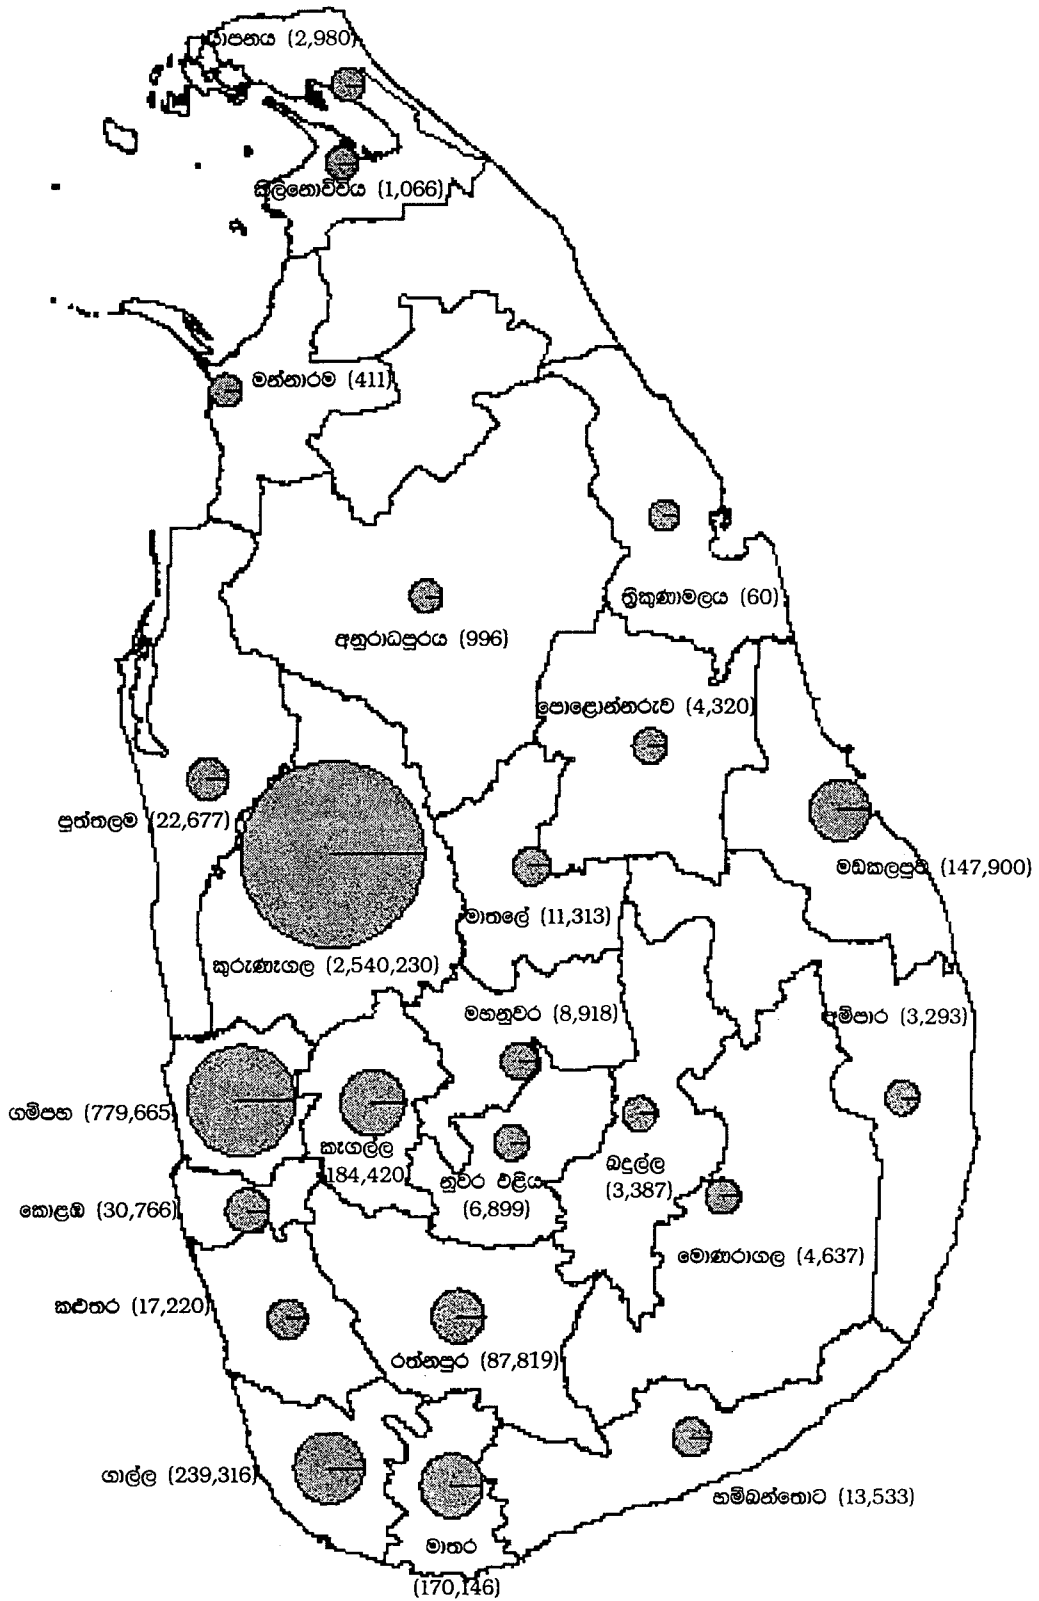 යාපනය (2,980)
කිලිනොච්චිය (1,066)
මන්නාරම (411)
ත්‍රිකුණාමලය (60)
අනුරාධපුරය (996)
පොළොන්නරුව (4,320)
පුත්තලම (22,677)
මඩකලපුව (147,900)
මාතලේ (11,313)
කුරුණෑගල (2,540,230)
මහනුවර (8,918)
අම්පාර (3,293)
ගම්පහ (779,665)
කෑගල්ල
184,420)
නුවර එළිය
(6,899)
බදුල්ල
(3,387)
කොළඹ (30,766)
මොණරාගල (4,637)
කළුතර (17,220)
රත්නපුර (87,819)
ගාල්ල (239,316)
හම්බන්තොට (13,533)
මාතර
(170,146)